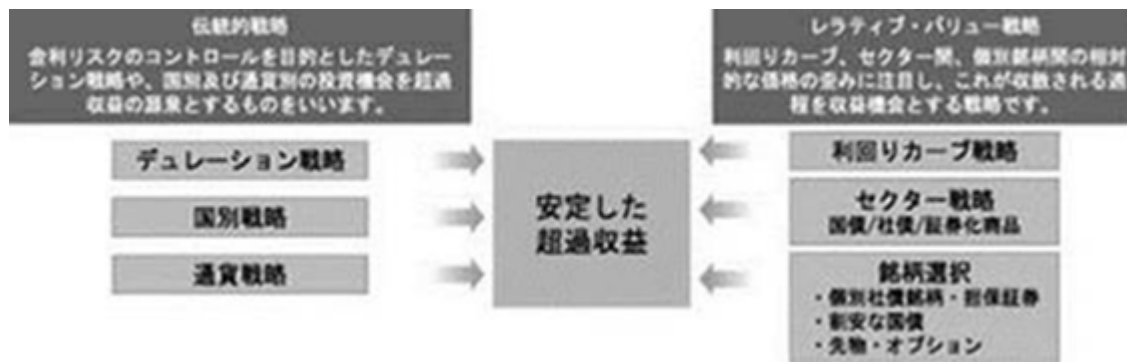 伝統的戦略
金利リスクのコントロールを目的としたデュレー
ション戦略や、国別及び通貨別の投資機会を超過
収益の源泉とするものをいいます。
デュレーション戦略
国別戦略
通貨戦略
安定した
超過収益
レラティブ・バリュー戦略
利回りカーブ、セクター間、個別銘柄間の相対
的な価格の歪みに注目し、これが収斂される過
程を収益機会とする戦略です。
利回りカーブ戦略
セクター戦略
国債/社債/証券化商品
銘柄選択
・個別社債銘柄・担保証券
・割安な国債
・先物・オプション